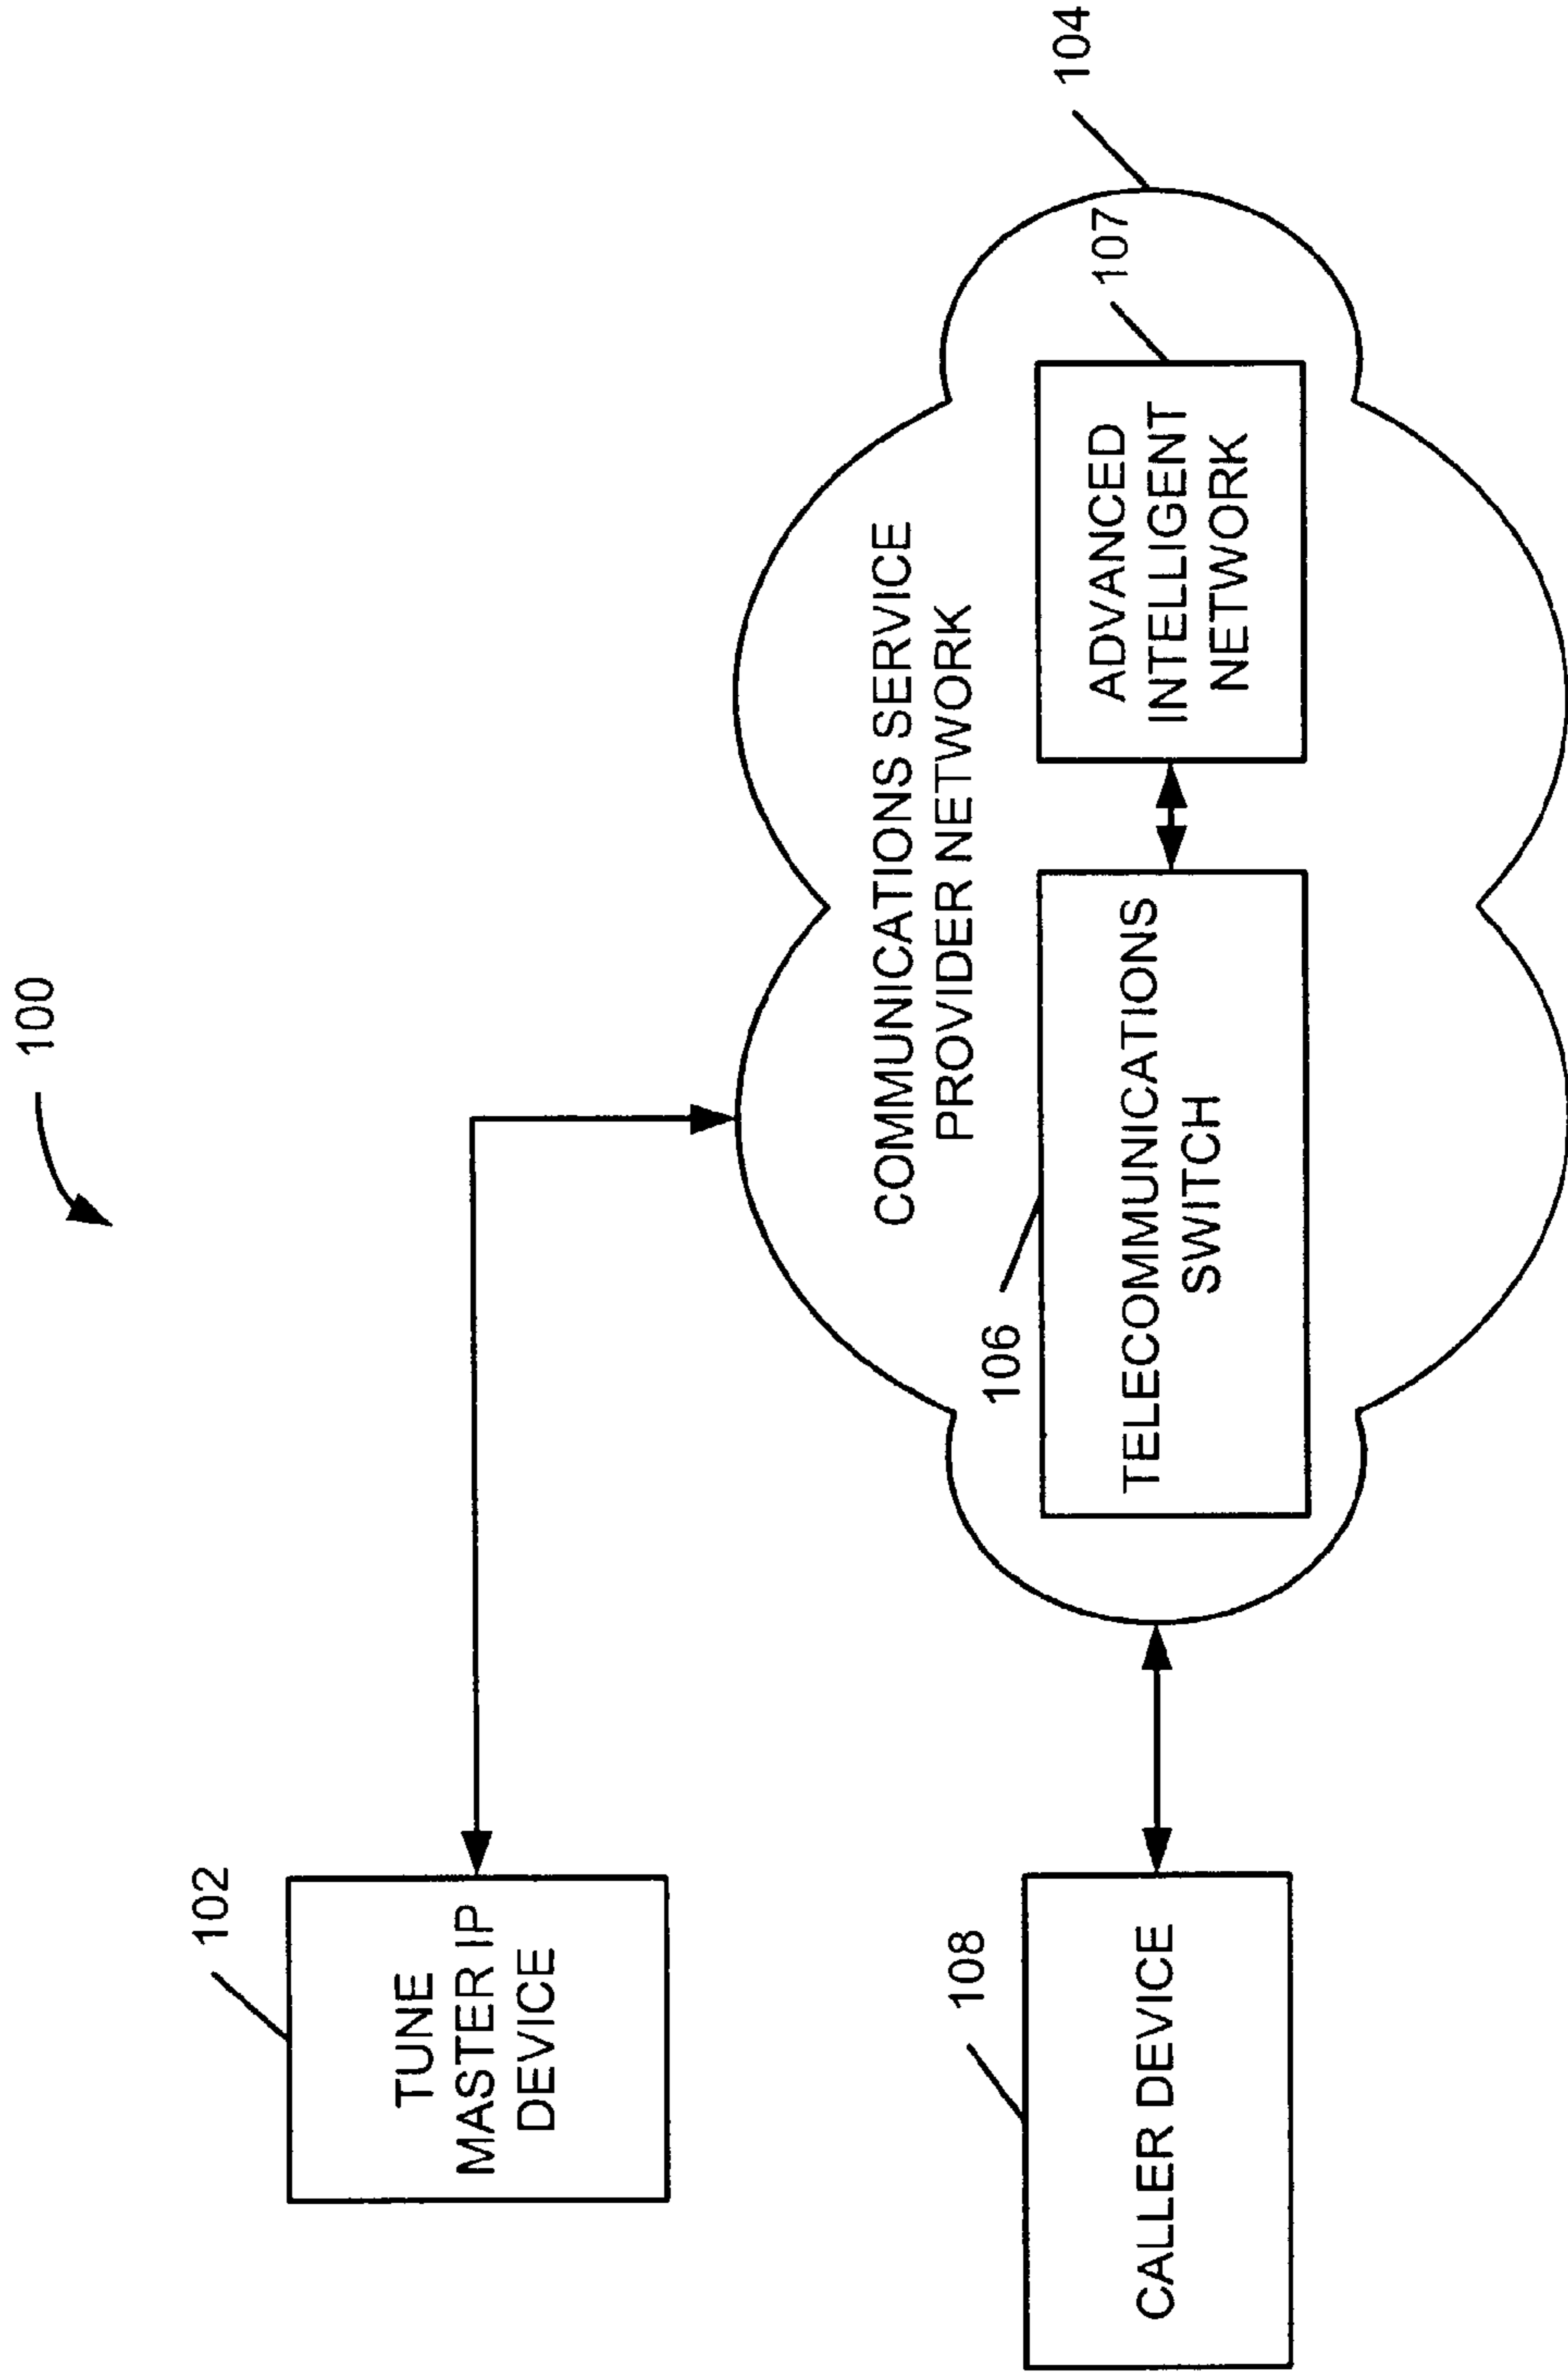 100
102
TUNE
MASTER IP
DEVICE
COMMUNICATIONS SERVICE
PROVIDER NETWORK
104
106
TELECOMMUNICATIONS
SWITCH
107
ADVANCED
INTELLIGENT
NETWORK
108
CALLER DEVICE